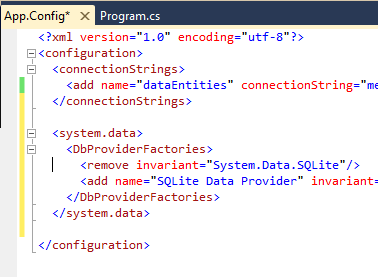 App.Config* Program.cs
<?xml version="1.0" encoding="utf-8"?>
<configuration>
<connectionStrings>
<add name="dataEntities" connectionString="me
</connectionStrings>
<system.data>
<DbProviderFactories>
<remove invariant="System.Data.SQLite"/>
<add name="SQLite Data Provider" invariant=
</DbProviderFactories>
</system.data>
</configuration>